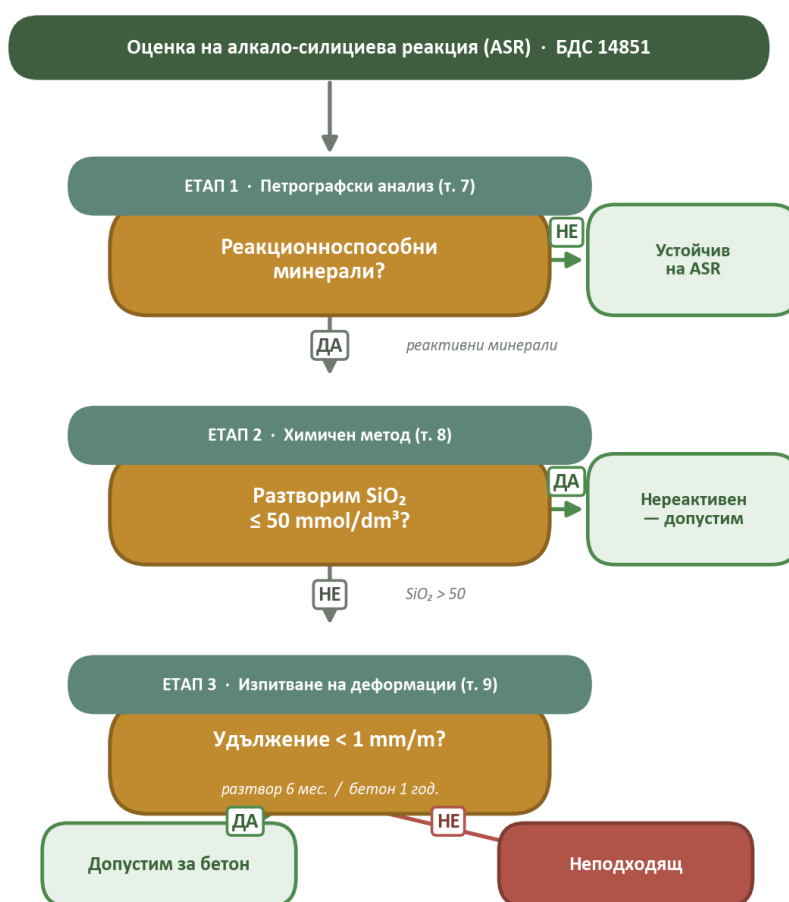 Оценка на алкало-силициева реакция (ASR) · БДС 14851
ЕТАП 1 · Петрографски анализ (т. 7)
Реакционноспособни
минерали?
НЕ
Устойчив
на ASR
ДА
реактивни минерали
ЕТАП 2 · Химичен метод (т. 8)
Разтворим SiO₂
≤ 50 mmol/dm³?
ДА
Нереактивен
— допустим
НЕ
SiO₂ > 50
ЕТАП 3 · Изпитване на деформации (т. 9)
Удължение < 1 mm/m?
разтвор 6 мес. / бетон 1 год.
ДА
НЕ
Допустим за бетон
Неподходящ